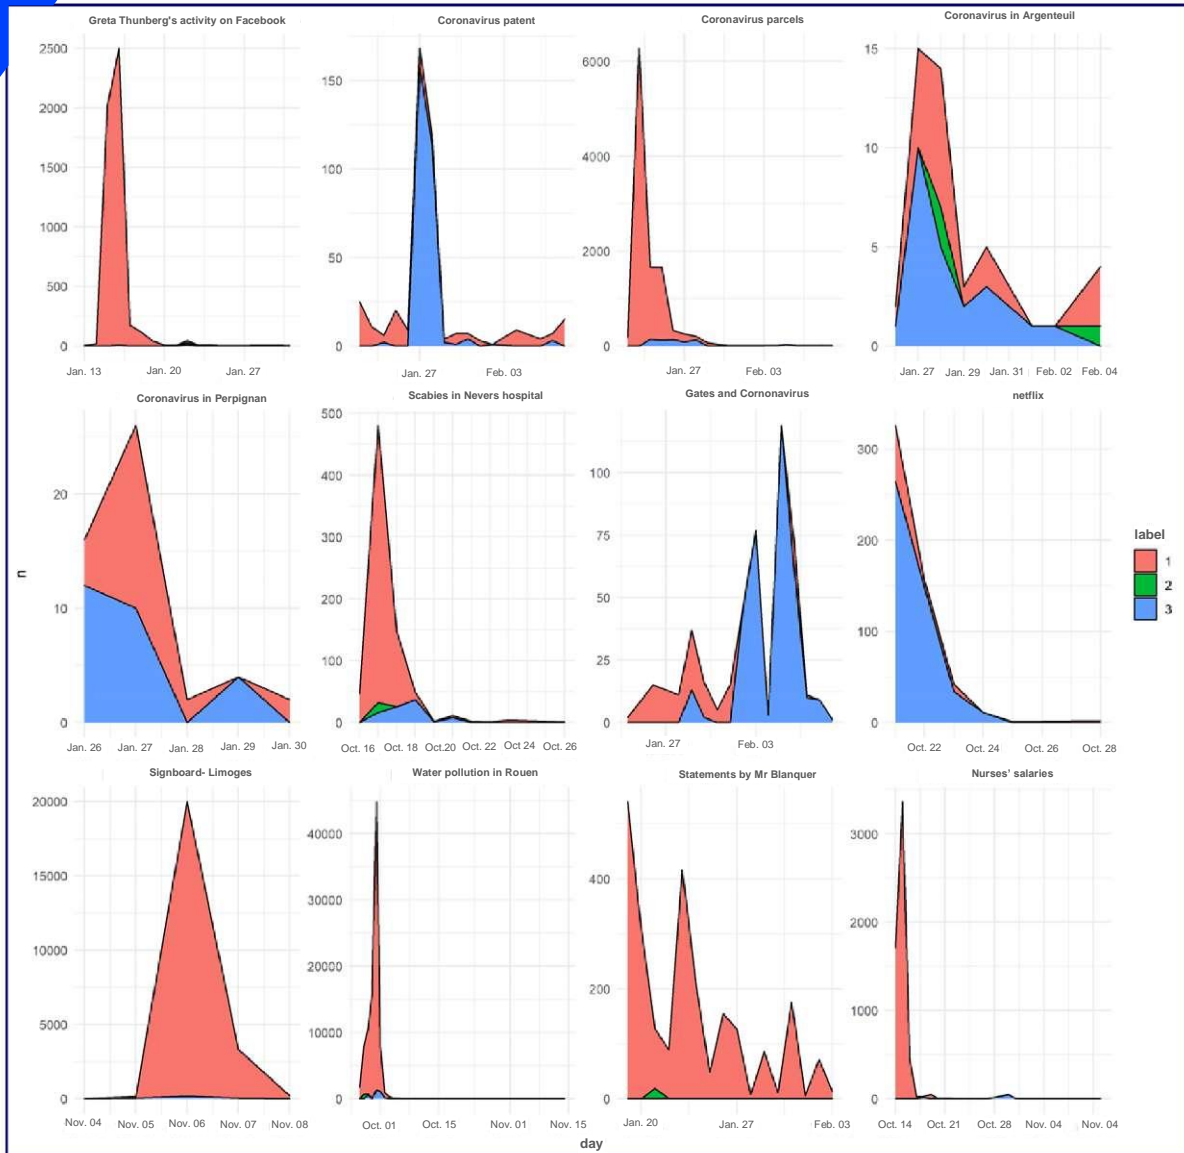 Greta Thunberg's activity on Facebook
2500
2000
1500
1000
500
0
Jan. 13 Jan. 20 Jan. 27
Coronavirus patent
150
100
50
0
Jan. 27 Feb. 03
Coronavirus parcels
6000
4000
2000
0
Jan. 27 Feb. 03
Coronavirus in Argenteuil
15
10
5
0
Jan. 27 Jan. 29 Jan. 31 Feb. 02 Feb. 04
Coronavirus in Perpignan
20
10
0
Jan. 26 Jan. 27 Jan. 28 Jan. 29 Jan. 30
Scabies in Nevers hospital
500
400
300
200
100
0
Oct. 16 Oct. 18 Oct.20 Oct. 22 Oct 24 Oct. 26
Gates and Cornonavirus
100
75
50
25
0
Jan. 27 Feb. 03
netflix
300
200
100
0
Oct. 22 Oct. 24 Oct. 26 Oct. 28
n
label
1
2
3
Signboard- Limoges
20000
15000
10000
5000
0
Nov. 04 Nov. 05 Nov. 06 Nov. 07 Nov. 08
Water pollution in Rouen
40000
30000
20000
10000
0
Oct. 01 Oct. 15 Nov. 01 Nov. 15
Statements by Mr Blanquer
400
200
0
Jan. 20 Jan. 27 Feb. 03
Nurses' salaries
3000
2000
1000
0
Oct. 14 Oct. 21 Oct. 28 Nov. 04 Nov. 04
day